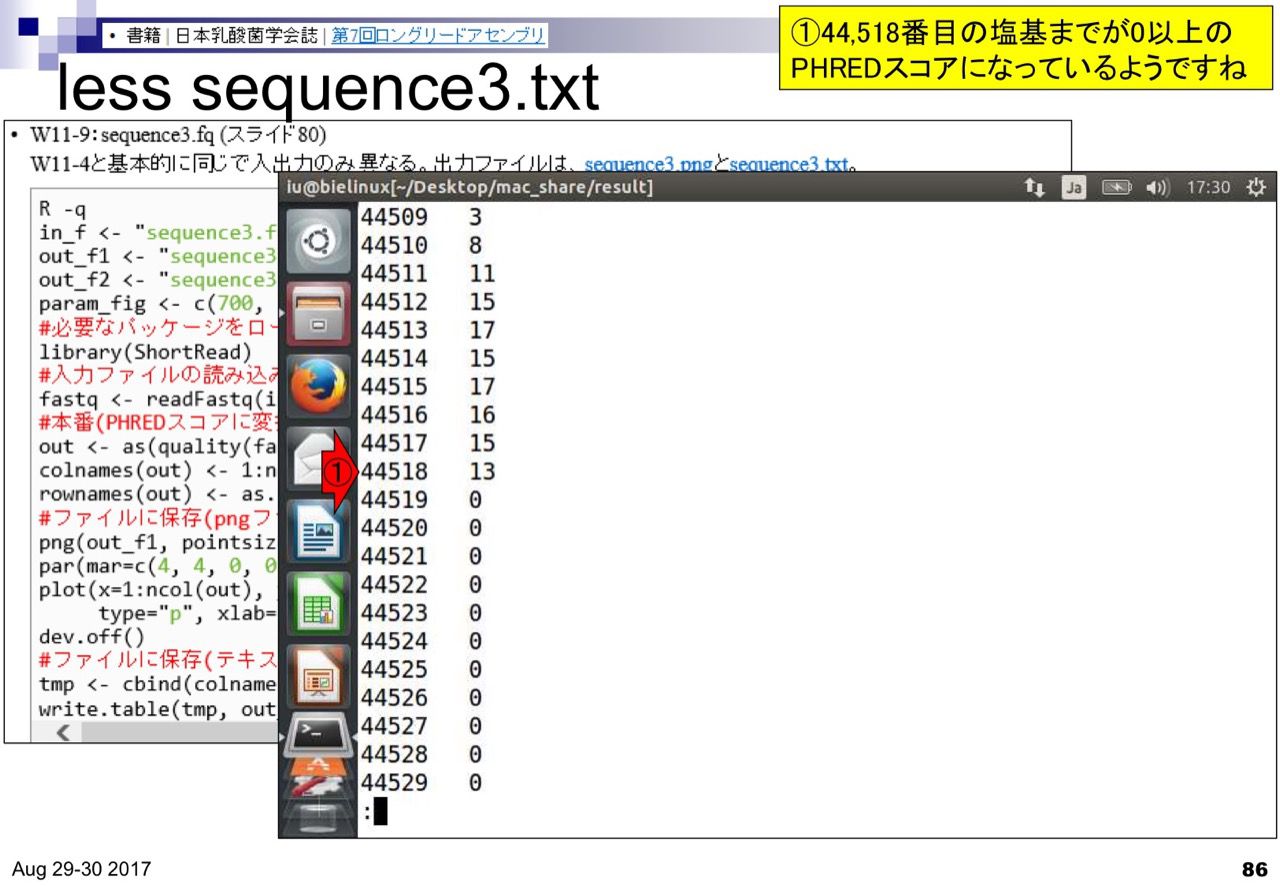 • 書籍 | 日本乳酸菌学会誌 | 第7回ロングリードアセンブリ
①44,518番目の塩基までが0以上の
PHREDスコアになっているようですね
less sequence3.txt
• W11-9：sequence3.fq (スライド80)
W11-4と基本的に同じで入出力のみ異なる。出力ファイルは、sequence3.pngとsequence3.txt。
R -q
in_f <- "sequence3.f
out_f1 <- "sequence3
out_f2 <- "sequence3
param_fig <- c(700,
#必要なパッケージをロー
library(ShortRead)
#入力ファイルの読み込み
fastq <- readFastq(i
#本番(PHREDスコアに変
out <- as(quality(fa
colnames(out) <- 1:n
rownames(out) <- as.
#ファイルに保存(pngフ
png(out_f1, pointsiz
par(mar=c(4, 4, 0, 0
plot(x=1:ncol(out),
type="p", xlab=
dev.off()
#ファイルに保存(テキス
tmp <- cbind(colname
write.table(tmp, out
iu@bielinux[~/Desktop/mac_share/result]
Ja
17:30
44509 3
44510 8
44511 11
44512 15
44513 17
44514 15
44515 17
44516 16
44517 15
①
44518 13
44519 0
44520 0
44521 0
44522 0
44523 0
44524 0
44525 0
44526 0
44527 0
44528 0
44529 0
:
Aug 29-30 2017
86